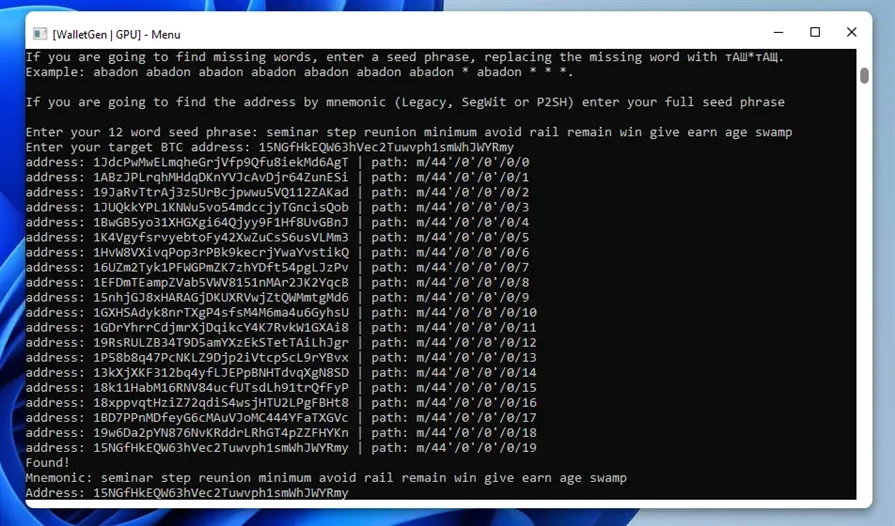 [WalletGen | GPU] - Menu
If you are going to find missing words, enter a seed phrase, replacing the missing word with тАШ*тАЩ.
Example: abadon abadon abadon abadon abadon abadon abadon * abadon * * *.
If you are going to find the address by mnemonic (Legacy, SegWit or P2SH) enter your full seed phrase
Enter your 12 word seed phrase: seminar step reunion minimum avoid rail remain win give earn age swamp
Enter your target BTC address: 15NGfHkEQW63hVec2Tuwvph1smWhJWYRmy
address: 1JdcPwMwELmqheGrjVfp9Qfu8iekMd6AgT | path: m/44'/0'/0'/0/0
address: 1ABzJPLrqhMHdqDKnYVJcAvDjr64ZunESi | path: m/44'/0'/0'/0/1
address: 19JaRvTtrAj3z5UrBcjpwwu5VQ112ZAKad | path: m/44'/0'/0'/0/2
address: 1JUQkkYPL1KNWu5vo54mdccjyTGncisQob | path: m/44'/0'/0'/0/3
address: 1BwGB5yo31XHGXgi64Qjyy9F1Hf8UvGBnJ | path: m/44'/0'/0'/0/4
address: 1K4VgyfsrvyebtoFy42XwZuCsS6usVLMm3 | path: m/44'/0'/0'/0/5
address: 1HvW8VXivqPop3rPBk9kecrjYwaYvstikQ | path: m/44'/0'/0'/0/6
address: 16UZm2Tyk1PFWGPmZK7zhYDft54pgLJzPv | path: m/44'/0'/0'/0/7
address: 1EFDmTEampZVab5VWV8151nMAr2JK2YqcB | path: m/44'/0'/0'/0/8
address: 15nhjGJ8xHARAGjDKUXRVwjZtQWMmtgMd6 | path: m/44'/0'/0'/0/9
address: 1GXHSAdyk8nrTXgP4sfsM4M6ma4u6GyhsU | path: m/44'/0'/0'/0/10
address: 1GDrYhrrCdjmrXjDqikcY4K7RvkW1GXAi8 | path: m/44'/0'/0'/0/11
address: 19RsRULZB34T9D5amYXzEkSTetTAiLhJgr | path: m/44'/0'/0'/0/12
address: 1P58b8q47PcNKLZ9Djp2iVtcpScL9rYBvx | path: m/44'/0'/0'/0/13
address: 13kXjXKF312bq4yfLJEPpBNHTdvqXgN8SD | path: m/44'/0'/0'/0/14
address: 18k11HabM16RNV84ucfUTsdLh91trQfFyP | path: m/44'/0'/0'/0/15
address: 18xppvqtHziZ72qdiS4wsjHTU2LPgFBHt8 | path: m/44'/0'/0'/0/16
address: 1BD7PPnMDfeyG6cMAuVJoMC444YFaTXGVc | path: m/44'/0'/0'/0/17
address: 19w6Da2pYN876NvKRddrLRhGT4pZZFHYKn | path: m/44'/0'/0'/0/18
address: 15NGfHkEQW63hVec2Tuwvph1smWhJWYRmy | path: m/44'/0'/0'/0/19
Found!
Mnemonic: seminar step reunion minimum avoid rail remain win give earn age swamp
Address: 15NGfHkEQW63hVec2Tuwvph1smWhJWYRmy